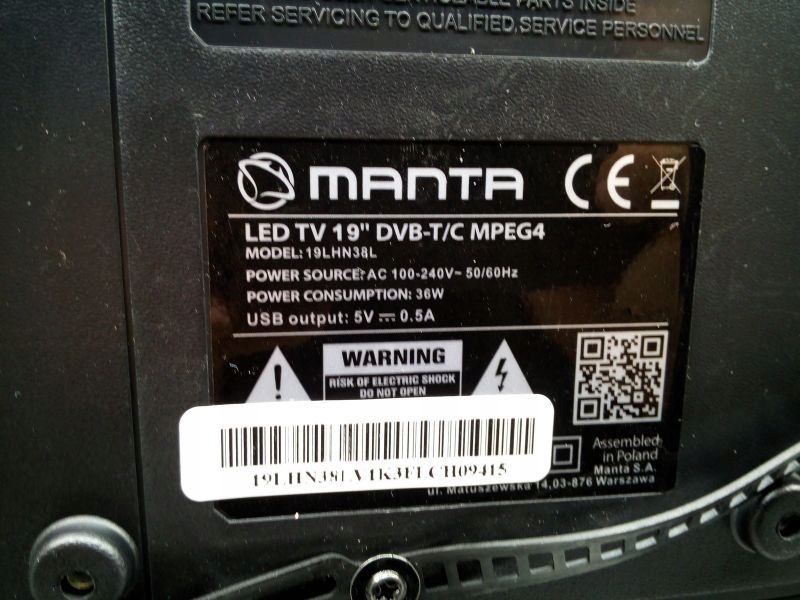 PARTS INSIDE
REFER SERVICING TO QUALIFIED SERVICE PERSONNEL
MANTA
CE
LED TV 19" DVB-T/C MPEG4
MODEL: 19LHN38L
POWER SOURCE: AC 100-240V~ 50/60Hz
POWER CONSUMPTION: 36W
USB output: 5V ⎓ 0.5A
WARNING
RISK OF ELECTRIC SHOCK
DO NOT OPEN
Assembled
in Poland
Manta S.A.
ul. Matuszewska 14,03-876 Warszawa